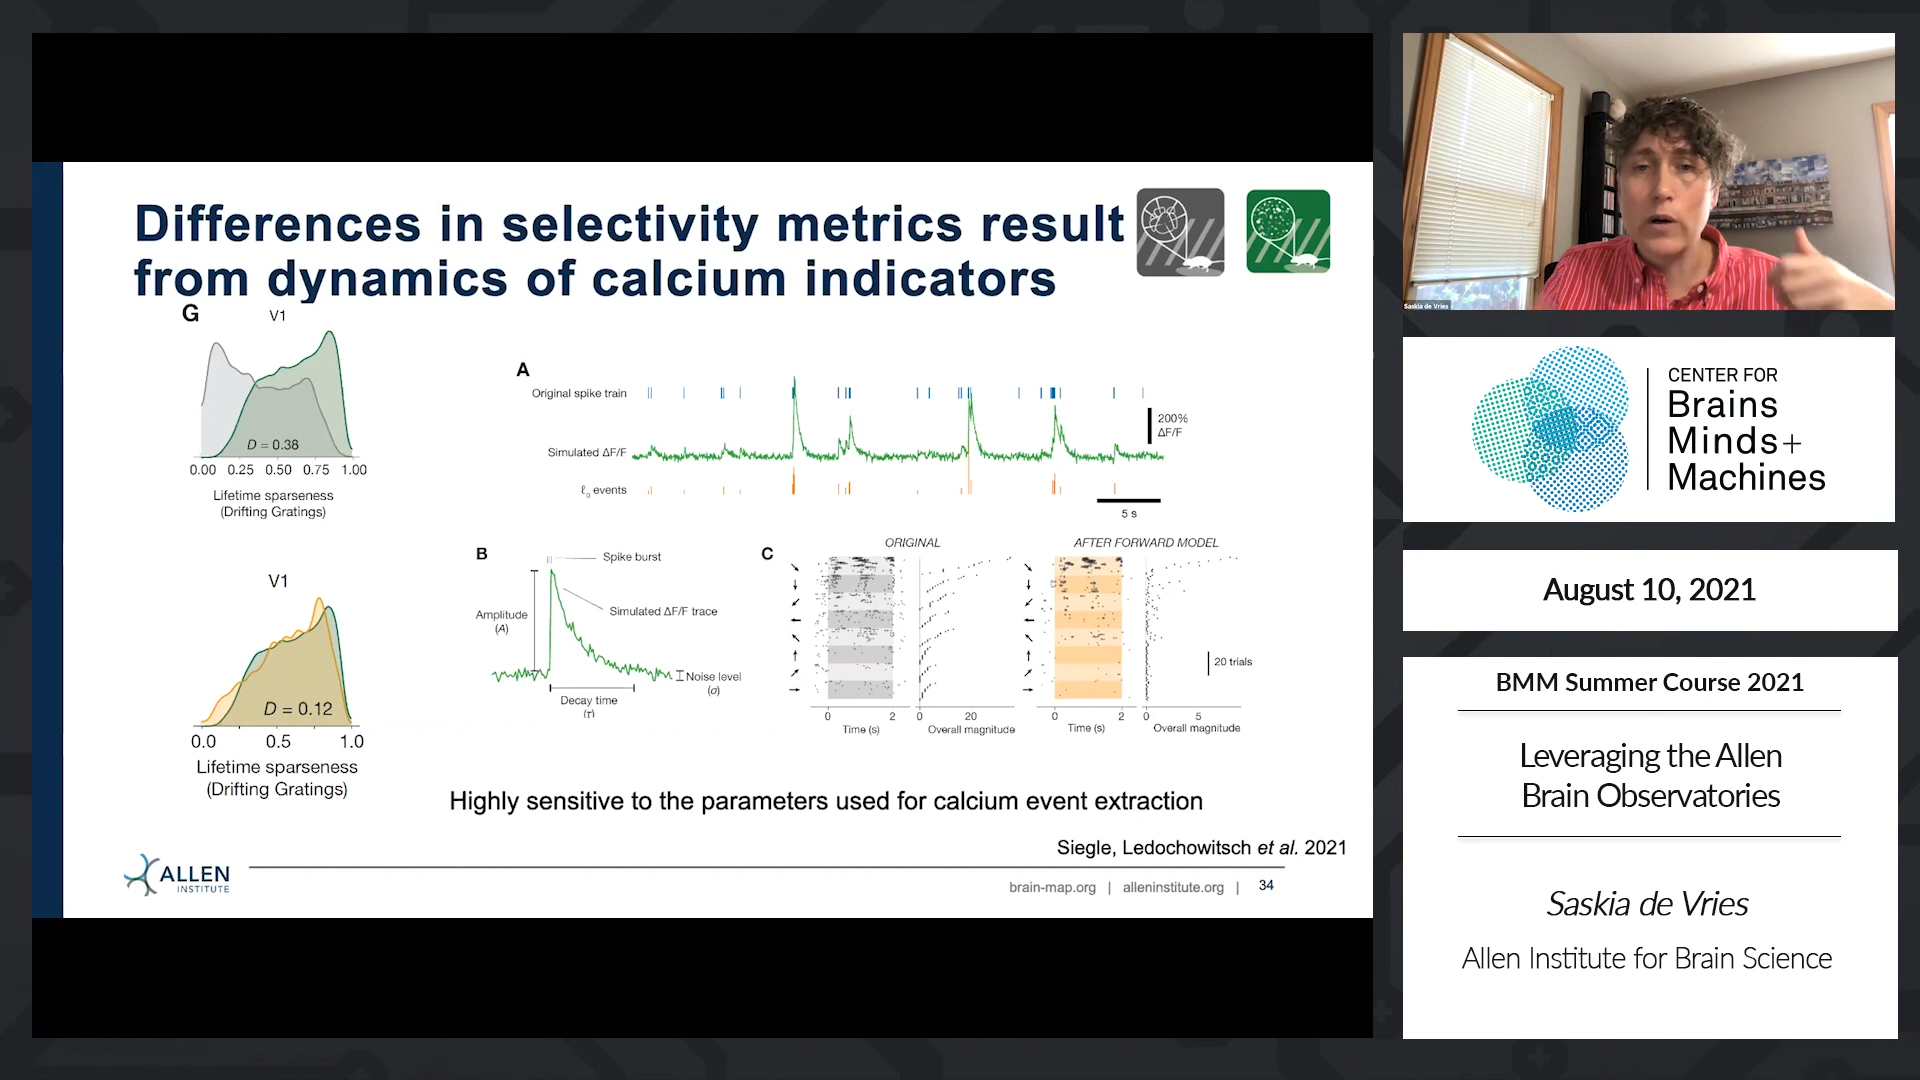 Differences in selectivity metrics result
from dynamics of calcium indicators
G
V1
D = 0.38
0.00 0.25 0.50 0.75 1.00
Lifetime sparseness
(Drifting Gratings)
V1
D = 0.12
0.0 0.5 1.0
Lifetime sparseness
(Drifting Gratings)
A
Original spike train
200%
ΔF/F
Simulated ΔF/F
ℓ₀ events
5 s
B
Spike burst
Amplitude
(A)
Simulated ΔF/F trace
Noise level
(σ)
Decay time
(τ)
C
ORIGINAL
AFTER FORWARD MODEL
20 trials
0 2 0 20 0 2 0 5
Time (s) Overall magnitude Time (s) Overall magnitude
Highly sensitive to the parameters used for calcium event extraction
Siegle, Ledochowitsch et al. 2021
ALLEN
INSTITUTE
brain-map.org | alleninstitute.org | 34
Saskia de Vries
CENTER FOR
Brains
Minds+
Machines
August 10, 2021
BMM Summer Course 2021
Leveraging the Allen
Brain Observatories
Saskia de Vries
Allen Institute for Brain Science